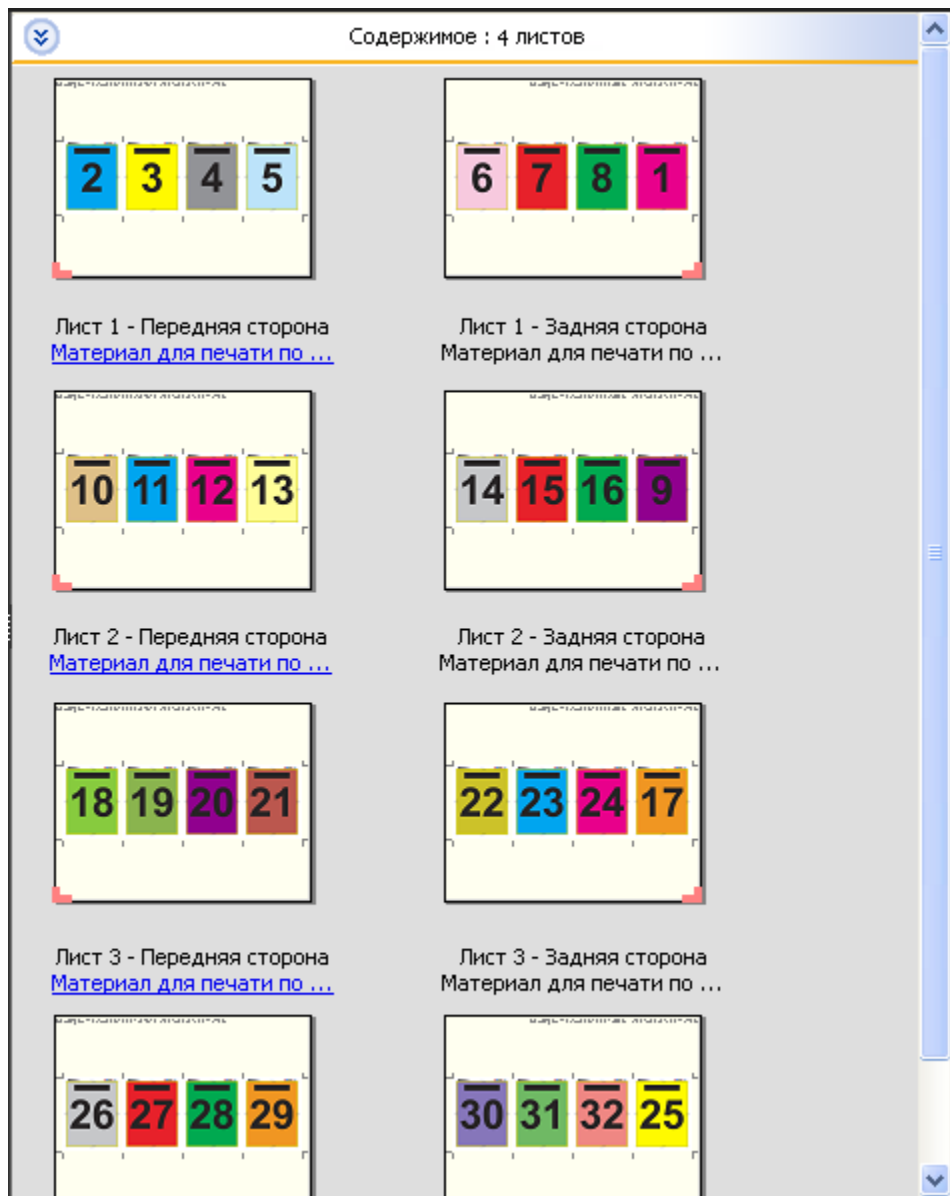 Содержимое : 4 листов
2 3 4 5
6 7 8 1
Лист 1 - Передняя сторона
Материал для печати по ...
Лист 1 - Задняя сторона
Материал для печати по ...
10 11 12 13
14 15 16 9
Лист 2 - Передняя сторона
Материал для печати по ...
Лист 2 - Задняя сторона
Материал для печати по ...
18 19 20 21
22 23 24 17
Лист 3 - Передняя сторона
Материал для печати по ...
Лист 3 - Задняя сторона
Материал для печати по ...
26 27 28 29
30 31 32 25